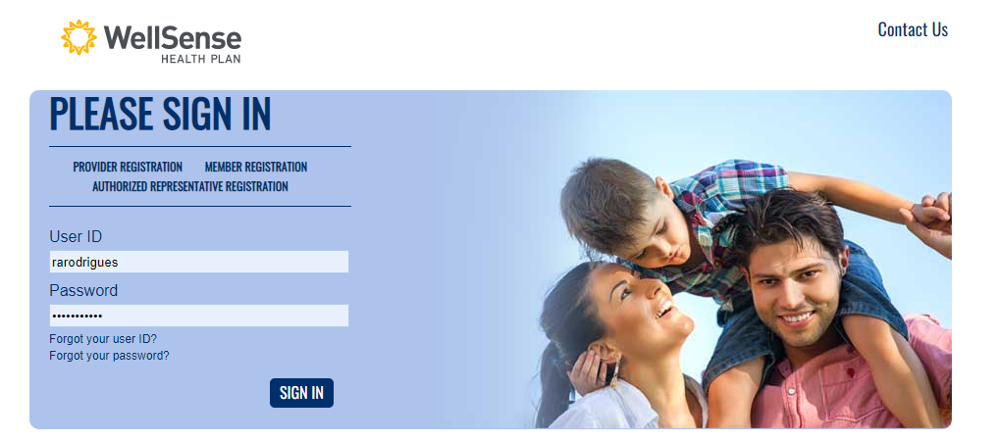 WellSense
HEALTH PLAN
Contact Us
PLEASE SIGN IN
PROVIDER REGISTRATION MEMBER REGISTRATION
AUTHORIZED REPRESENTATIVE REGISTRATION
User ID
rarodrigues
Password
•••••••••••
Forgot your user ID?
Forgot your password?
SIGN IN